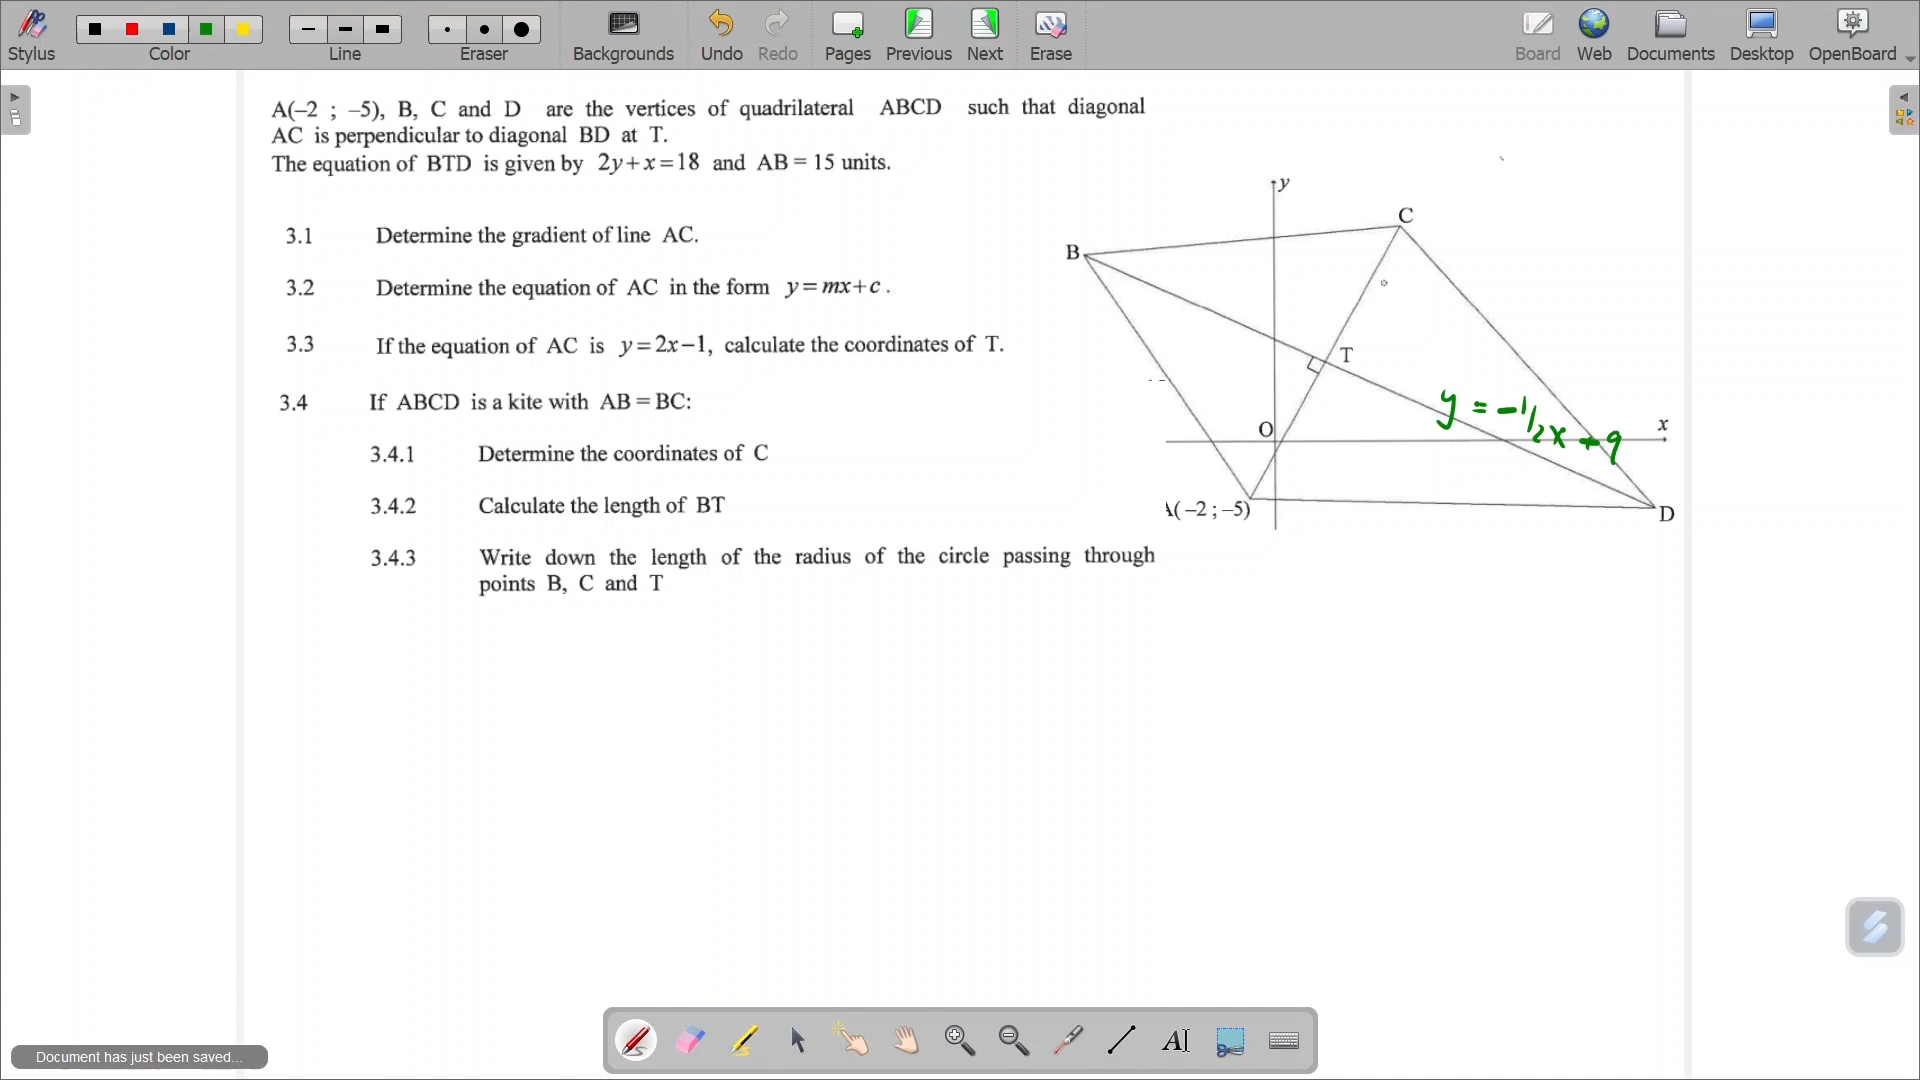 Stylus Color Line Eraser Backgrounds Undo Redo Pages Previous Next Erase Board Web Documents Desktop OpenBoard
A(–2 ; –5), B, C and D are the vertices of quadrilateral ABCD such that diagonal
AC is perpendicular to diagonal BD at T.
The equation of BTD is given by 2y+x=18 and AB = 15 units.
3.1 Determine the gradient of line AC.
3.2 Determine the equation of AC in the form y=mx+c.
3.3 If the equation of AC is y=2x–1, calculate the coordinates of T.
3.4 If ABCD is a kite with AB = BC:
3.4.1 Determine the coordinates of C
3.4.2 Calculate the length of BT
3.4.3 Write down the length of the radius of the circle passing through
points B, C and T
y
C
B
T
y = -1/2x + 9
x
O
A(–2 ; –5)
D
Document has just been saved...
AI